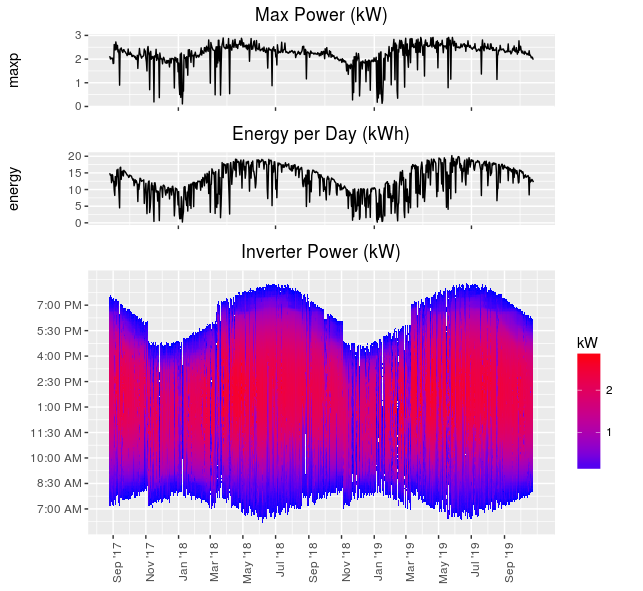 Max Power (kW)
maxp
3
2
1
0
Energy per Day (kWh)
energy
20
15
10
5
0
Inverter Power (kW)
7:00 PM
5:30 PM
4:00 PM
2:30 PM
1:00 PM
11:30 AM
10:00 AM
8:30 AM
7:00 AM
kW
2
1
Sep '17
Nov '17
Jan '18
Mar '18
May '18
Jul '18
Sep '18
Nov '18
Jan '19
Mar '19
May '19
Jul '19
Sep '19